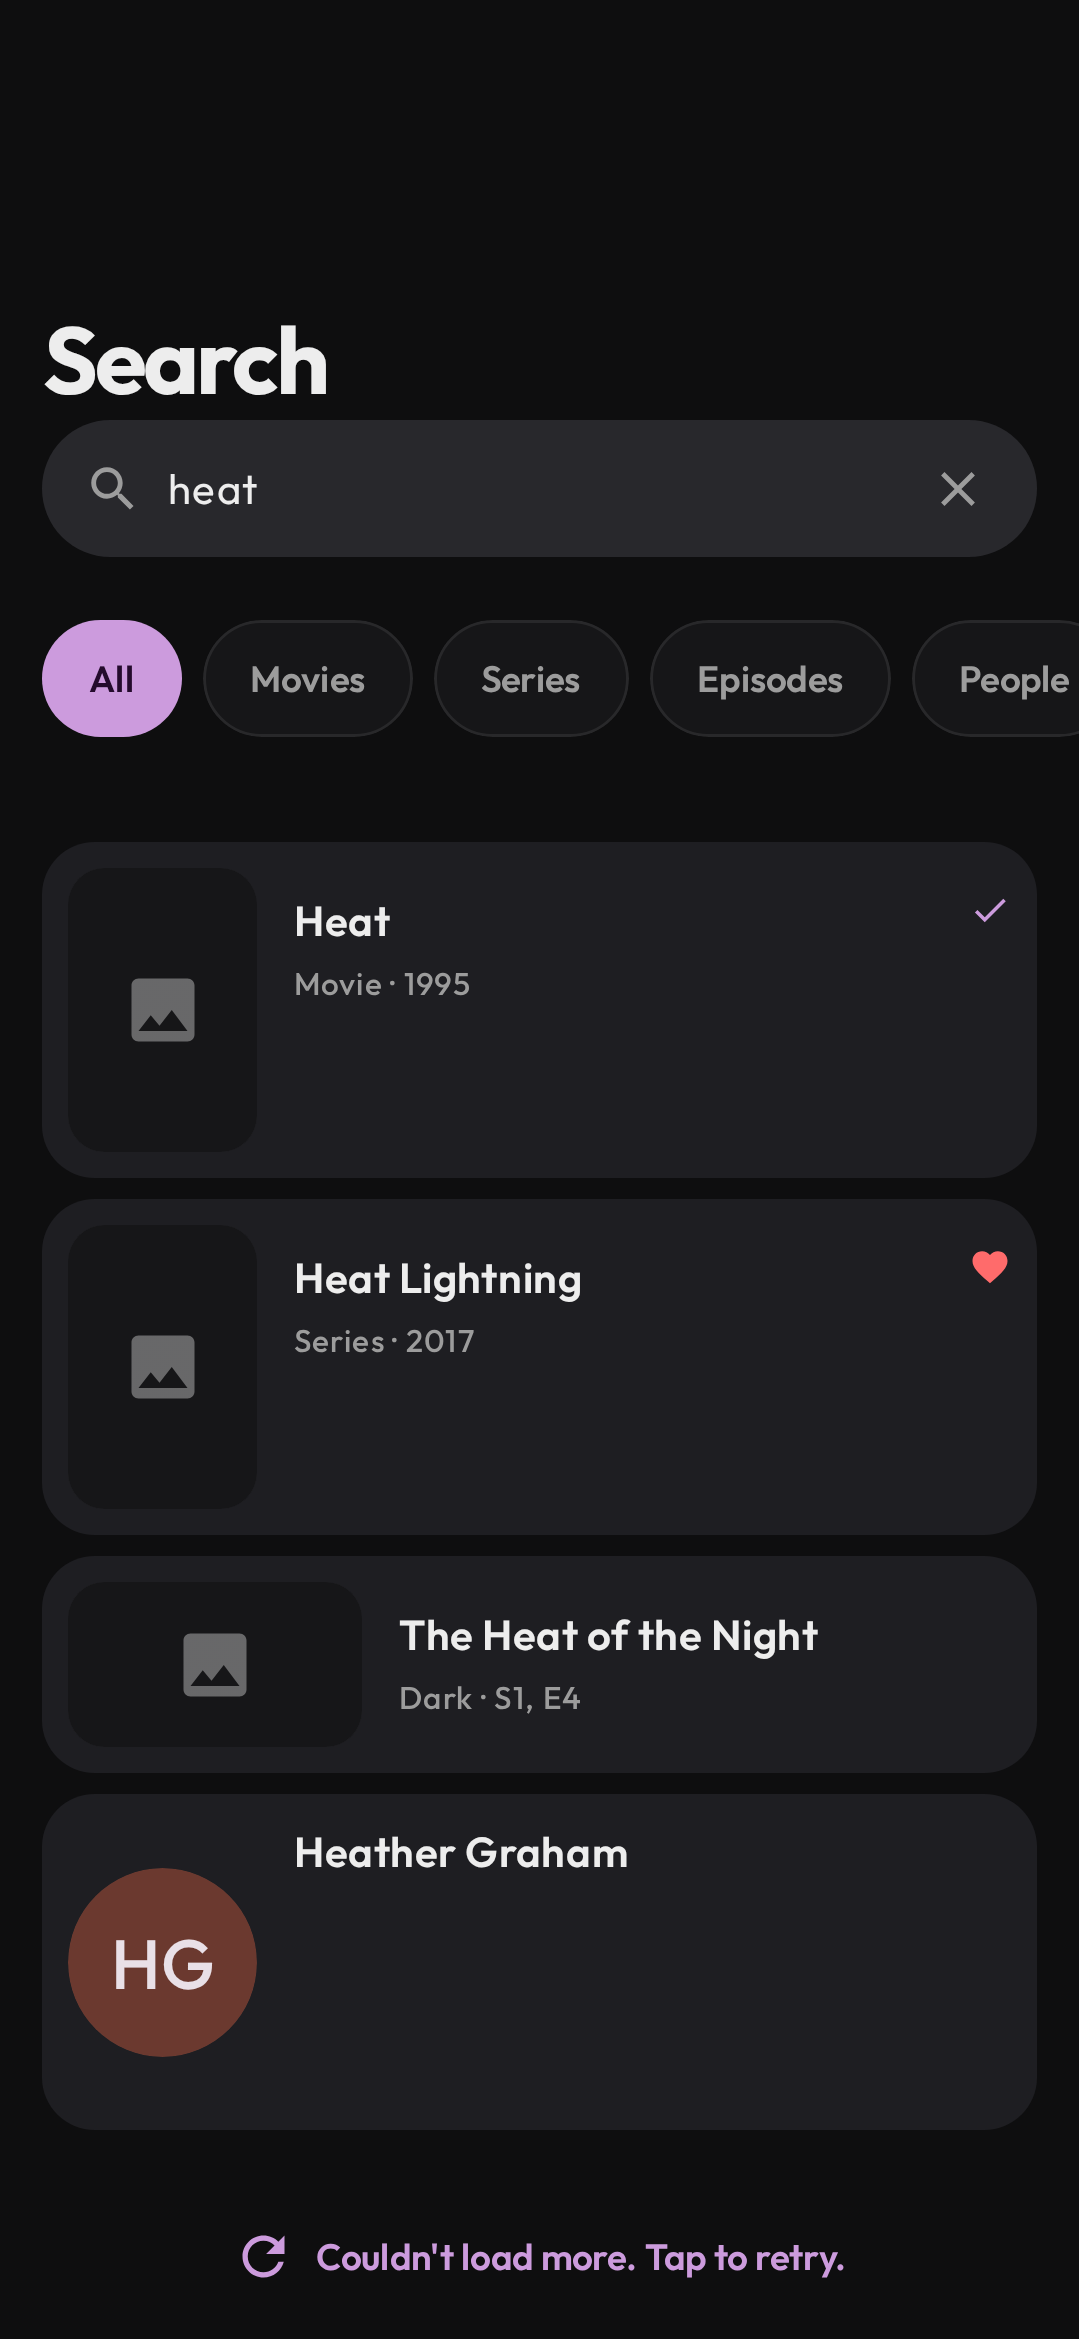 Search
heat
All Movies Series Episodes People
Heat
Movie · 1995
Heat Lightning
Series · 2017
The Heat of the Night
Dark · S1, E4
Heather Graham
HG
Couldn't load more. Tap to retry.